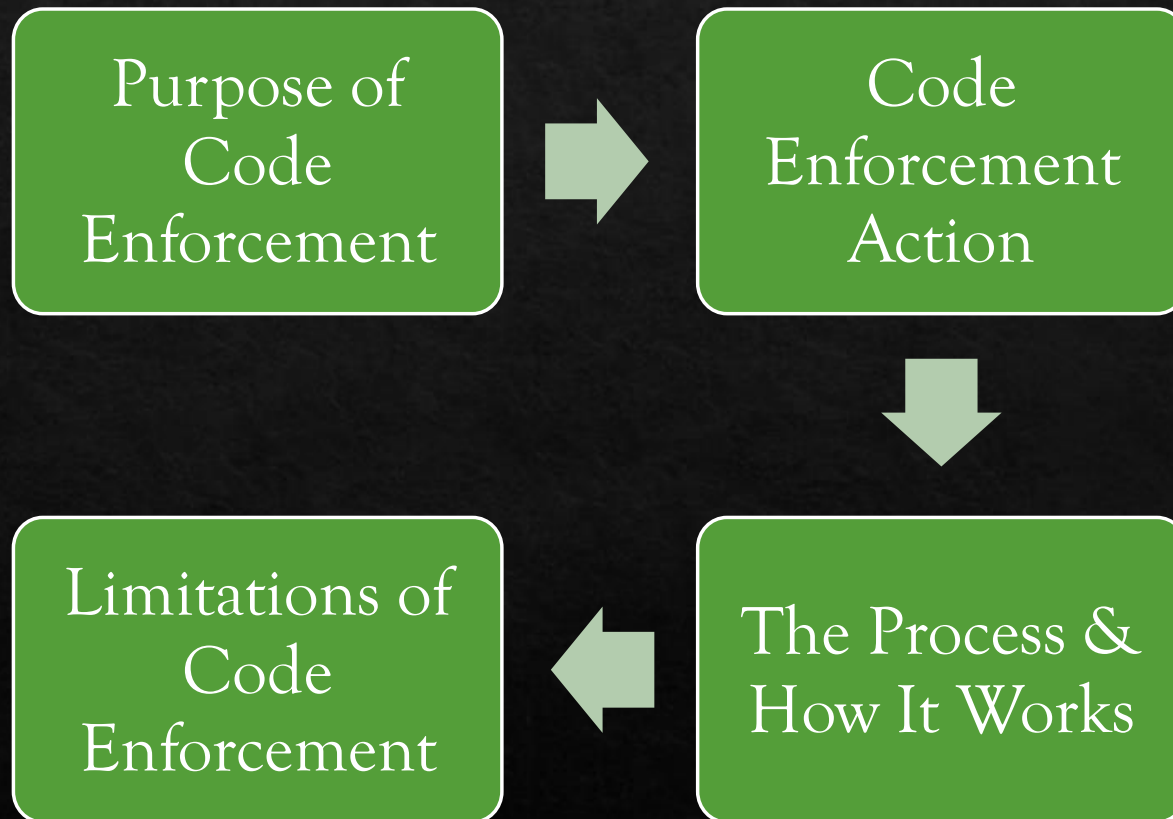 Purpose of
Code
Enforcement
Code
Enforcement
Action
The Process &
How It Works
Limitations of
Code
Enforcement